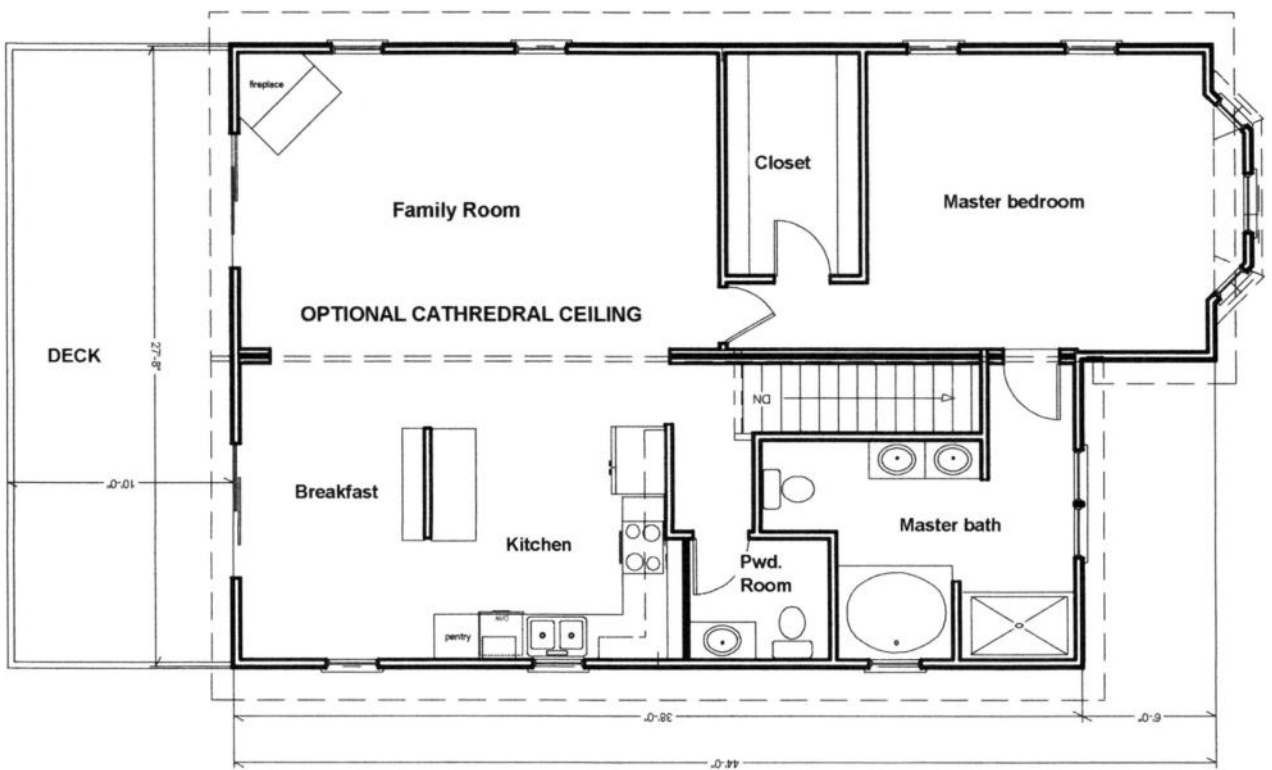 fireplace
Closet
Master bedroom
Family Room
OPTIONAL CATHREDRAL CEILING
DECK
27'-8"
DN
10'-0"
Breakfast
Master bath
Kitchen
Pwd.
Room
pentry
DW
38'-0"
6'-0"
44'-0"